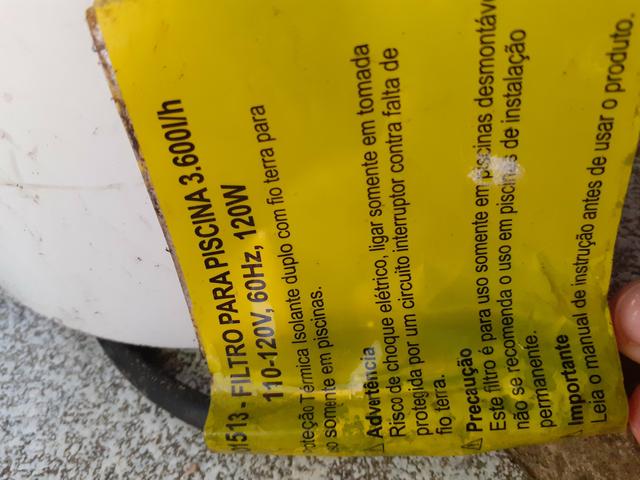 1513 - FILTRO PARA PISCINA 3.600l/h
110-120V, 60Hz, 120W
Térmica Isolante duplo com fio terra para
somente em piscinas.
Advertência
Risco de choque elétrico, ligar somente em tomada
protegida por um circuito interruptor contra falta de
fio terra.
Precaução
Este filtro é para uso somente em piscinas desmontáve
não se recomenda o uso em piscinas de instalação
permanente.
Importante
Leia o manual de instrução antes de usar o produto.